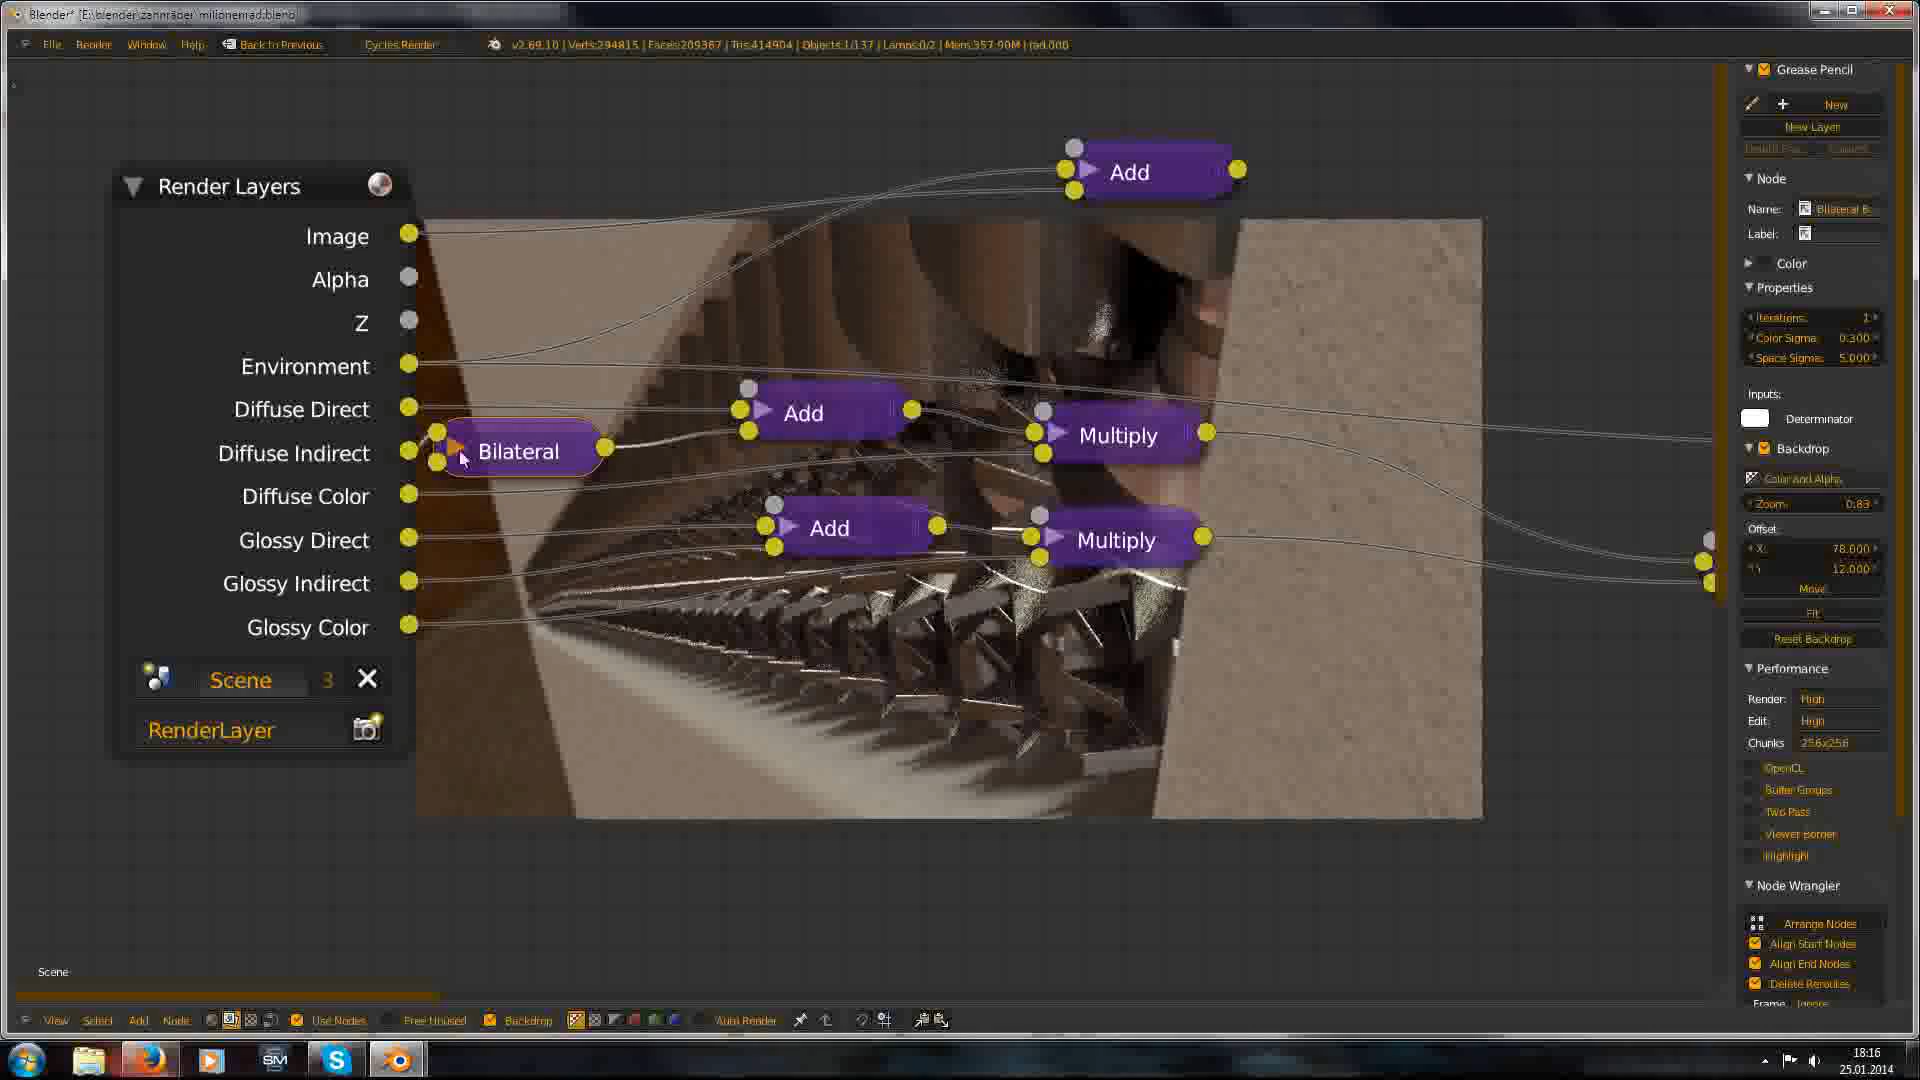 Blender* [E:\blender\zahnräder\millionenrad.blend]
File Render Window Help Back to Previous Cycles Render v2.69.10 | Verts:294815 | Faces:209367 | Tris:414904 | Objects:1/137 | Lamps:0/2 | Mem:357.90M | rad.000
Render Layers
Image
Alpha
Z
Environment
Diffuse Direct
Diffuse Indirect
Diffuse Color
Glossy Direct
Glossy Indirect
Glossy Color
Scene 3
RenderLayer
Bilateral
Add
Add
Multiply
Add
Multiply
Grease Pencil
New
New Layer
Node
Name: Bilateral B
Label:
Color
Properties
Iterations: 1
Color Sigma: 0.300
Space Sigma: 5.000
Inputs:
Determinator
Backdrop
Color and Alpha
Zoom: 0.83
Offset:
X: 78.000
Y: 12.000
Move
Fit
Reset Backdrop
Performance
Render: High
Edit: High
Chunks 256x256
OpenCL
Buffer Groups
Two Pass
Viewer Border
Highlight
Node Wrangler
Arrange Nodes
Align Start Nodes
Align End Nodes
Delete Reroutes
Frame Ignore
Scene
View Select Add Node Use Nodes Free Unused Backdrop Auto Render
SM
18:16
25.01.2014